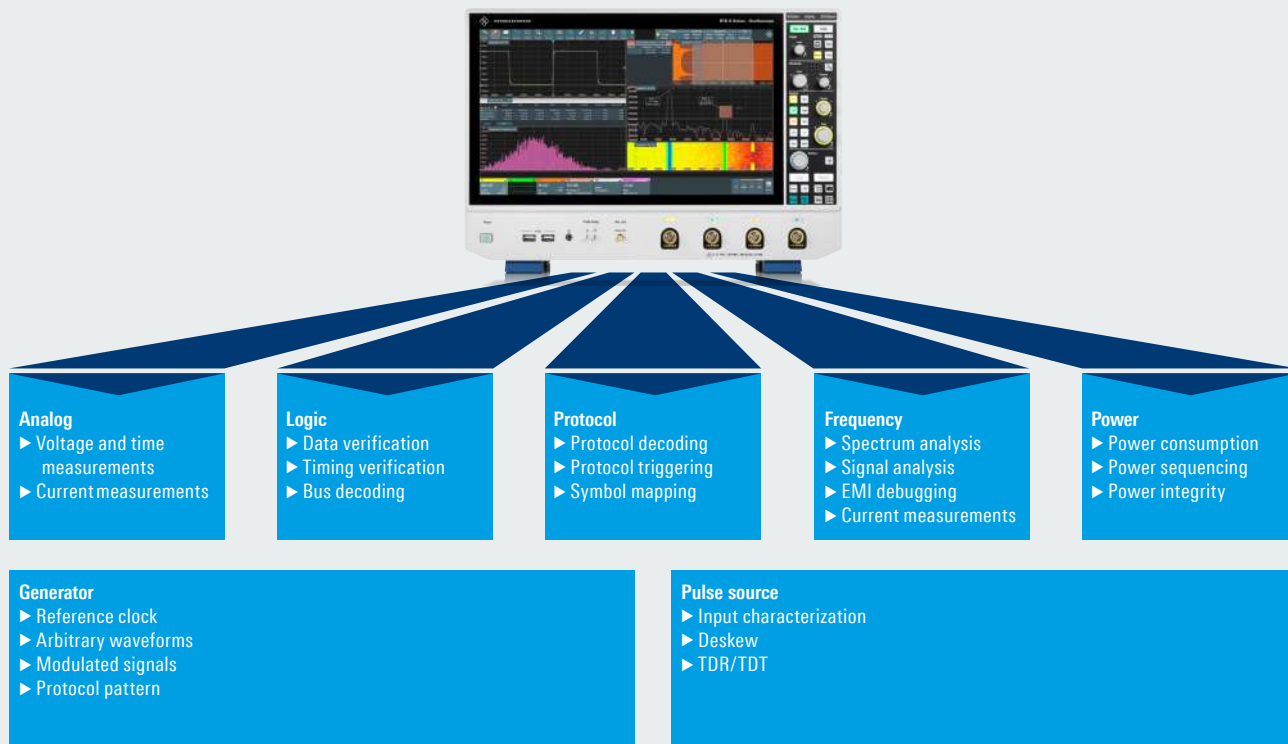 Analog
▶ Voltage and time
measurements
▶ Current measurements
Logic
▶ Data verification
▶ Timing verification
▶ Bus decoding
Protocol
▶ Protocol decoding
▶ Protocol triggering
▶ Symbol mapping
Frequency
▶ Spectrum analysis
▶ Signal analysis
▶ EMI debugging
▶ Current measurements
Power
▶ Power consumption
▶ Power sequencing
▶ Power integrity
Generator
▶ Reference clock
▶ Arbitrary waveforms
▶ Modulated signals
▶ Protocol pattern
Pulse source
▶ Input characterization
▶ Deskew
▶ TDR/TDT